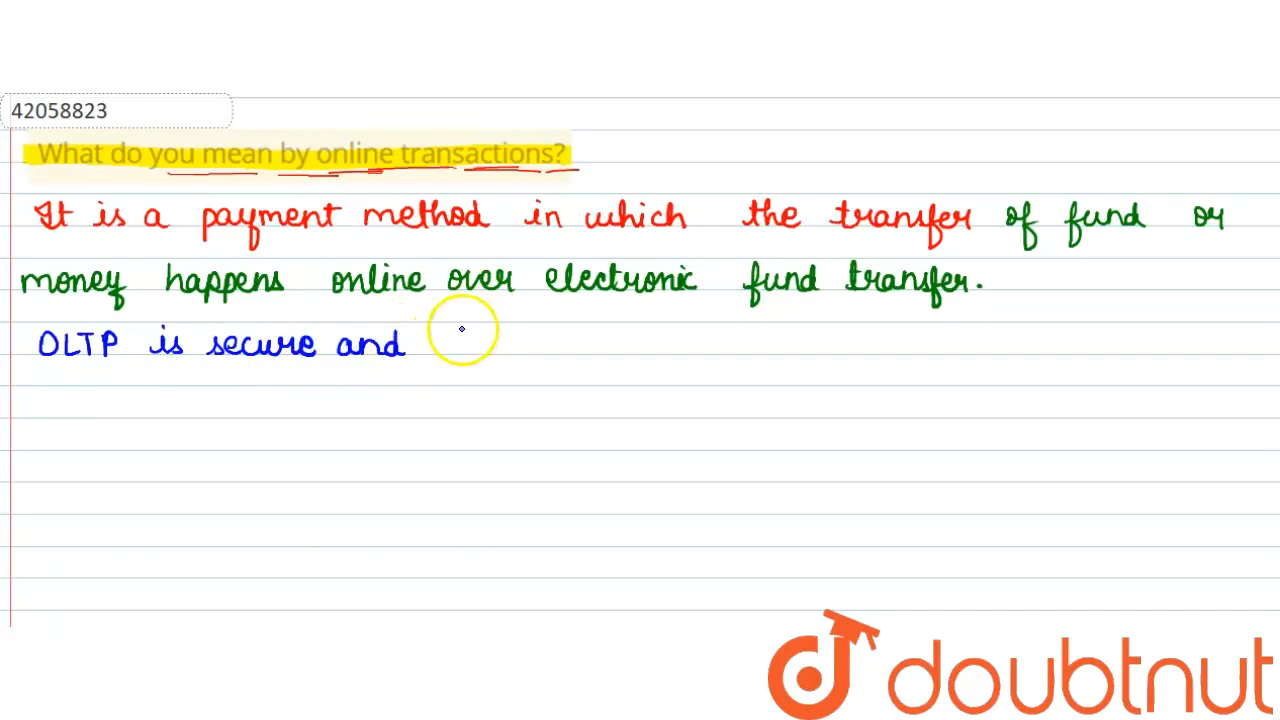 42058823
What do you mean by online transactions?
It is a payment method in which the transfer of fund or
money happens online over electronic fund transfer.
OLTP is secure and
doubtnut